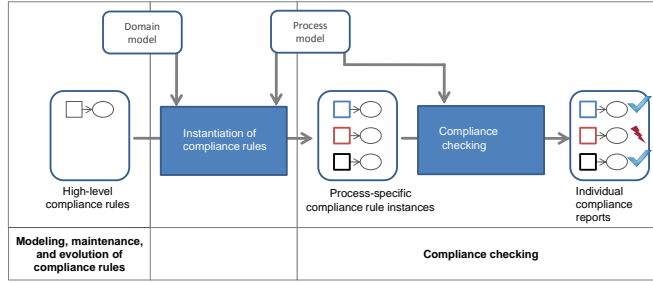 Domain
model
Process
model
Instantiation of
compliance rules
Compliance
checking
High-level
compliance rules
Process-specific
compliance rule instances
Individual
compliance
reports
Modeling, maintenance,
and evolution of
compliance rules
Compliance checking